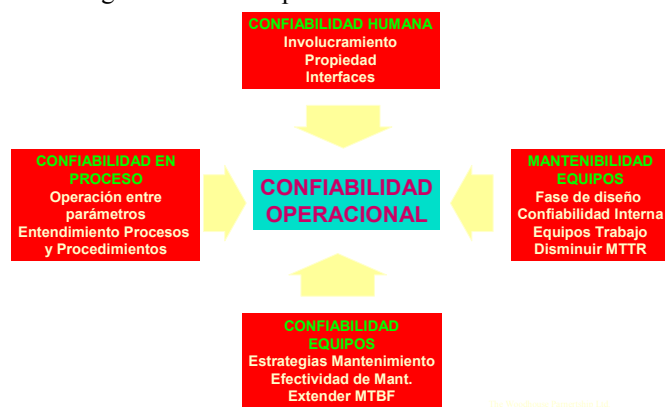 CONFIABILIDAD HUMANA
Involucramiento
Propiedad
Interfaces
CONFIABILIDAD EN
PROCESO
Operación entre
parámetros
Entendimiento Procesos
y Procedimientos
CONFIABILIDAD
OPERACIONAL
MANTENIBILIDAD
EQUIPOS
Fase de diseño
Confiabilidad Interna
Equipos Trabajo
Disminuir MTTR
CONFIABILIDAD
EQUIPOS
Estrategias Mantenimiento
Efectividad de Mant.
Extender MTBF